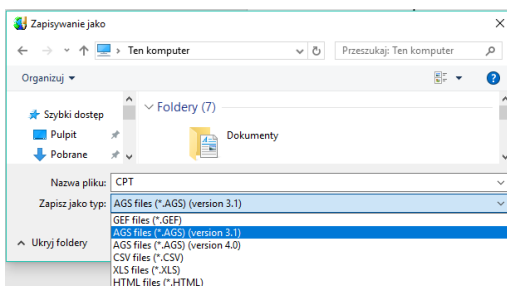 Zapisywanie jako
Ten komputer
Przeszukaj: Ten komputer
Organizuj
Szybki dostęp
Pulpit
Pobrane
Foldery (7)
Dokumenty
Nazwa pliku: CPT
Zapisz jako typ: AGS files (*.AGS) (version 3.1)
GEF files (*.GEF)
AGS files (*.AGS) (version 3.1)
AGS files (*.AGS) (version 4.0)
CSV files (*.CSV)
XLS files (*.XLS)
HTML files (*.HTML)
Ukryj foldery